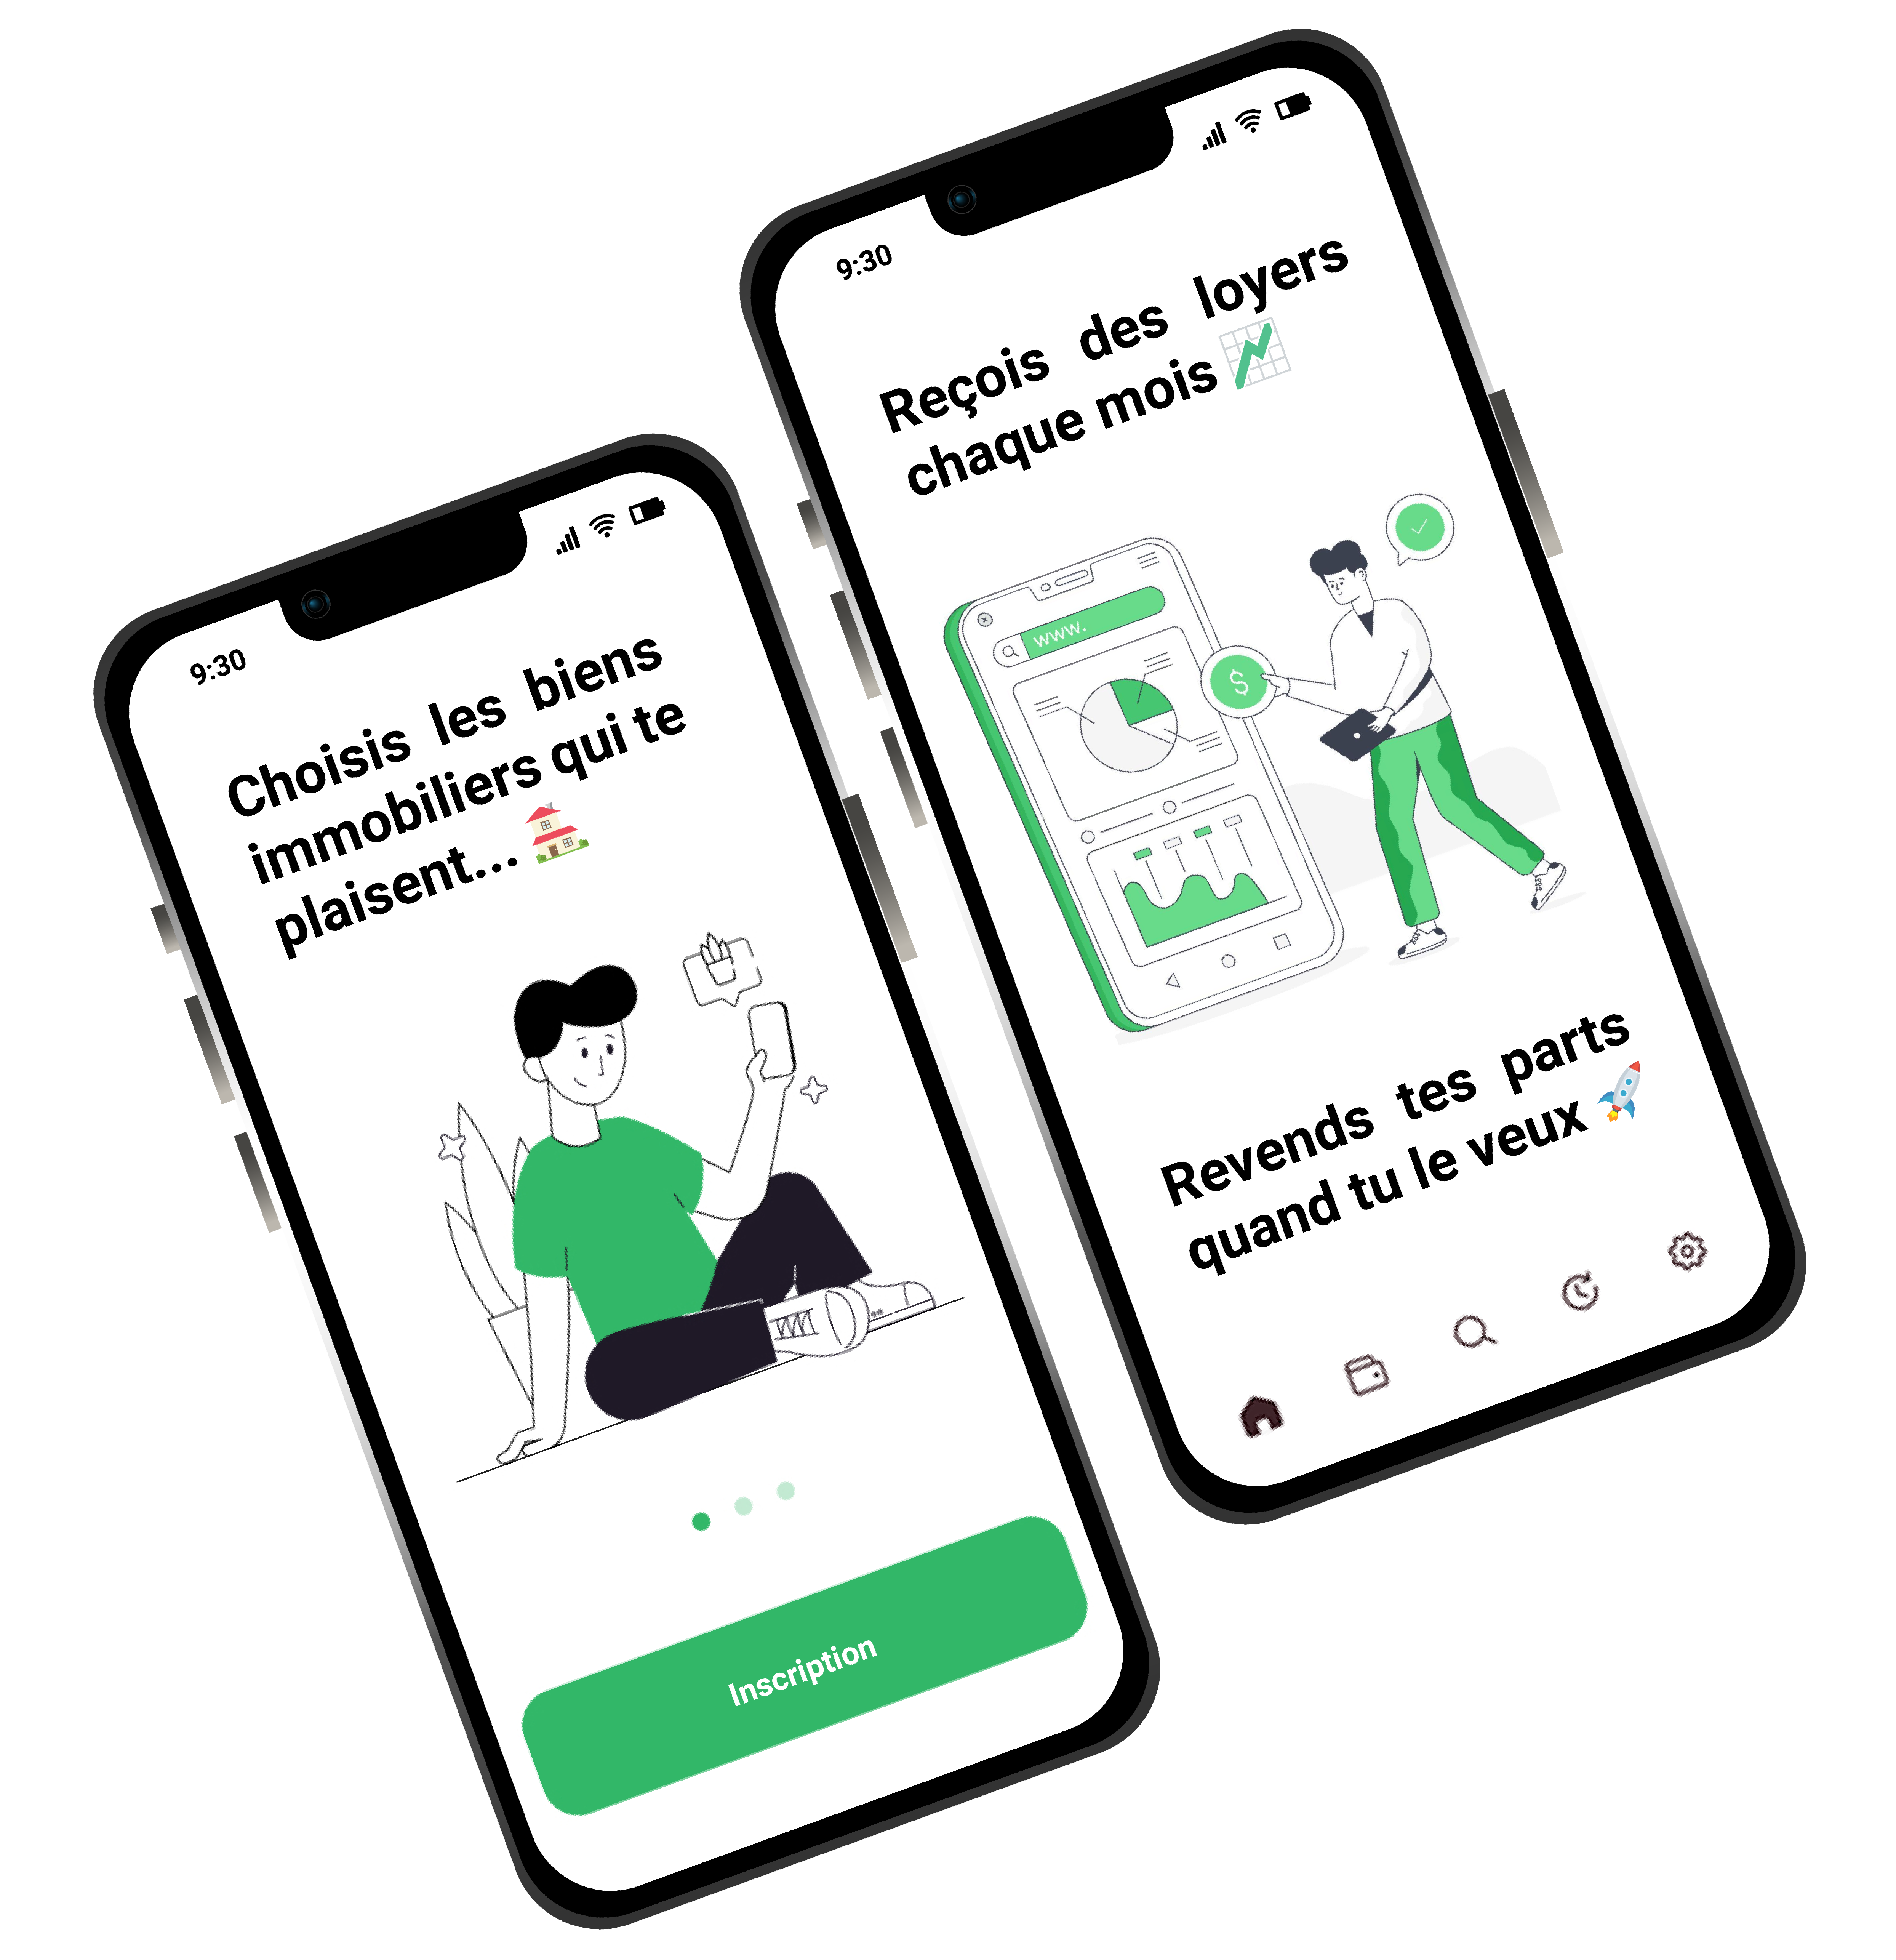 9:30
Choisis les biens
immobiliers qui te
plaisent...
Inscription
9:30
Reçois des loyers
chaque mois
www.
$
Revends tes parts
quand tu le veux